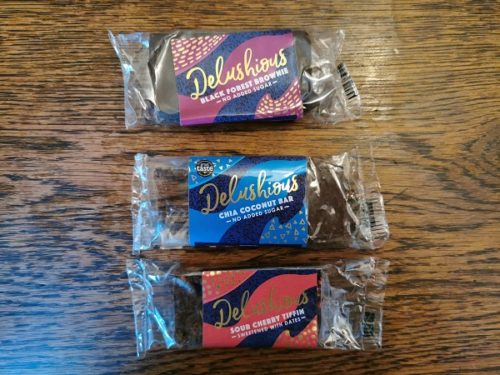 Delushious
BLACK FOREST BROWNIE
NO ADDED SUGAR
taste
Delushious
CHIA COCONUT BAR
NO ADDED SUGAR
Delushious
SOUR CHERRY TIFFIN
SWEETENED WITH DATES